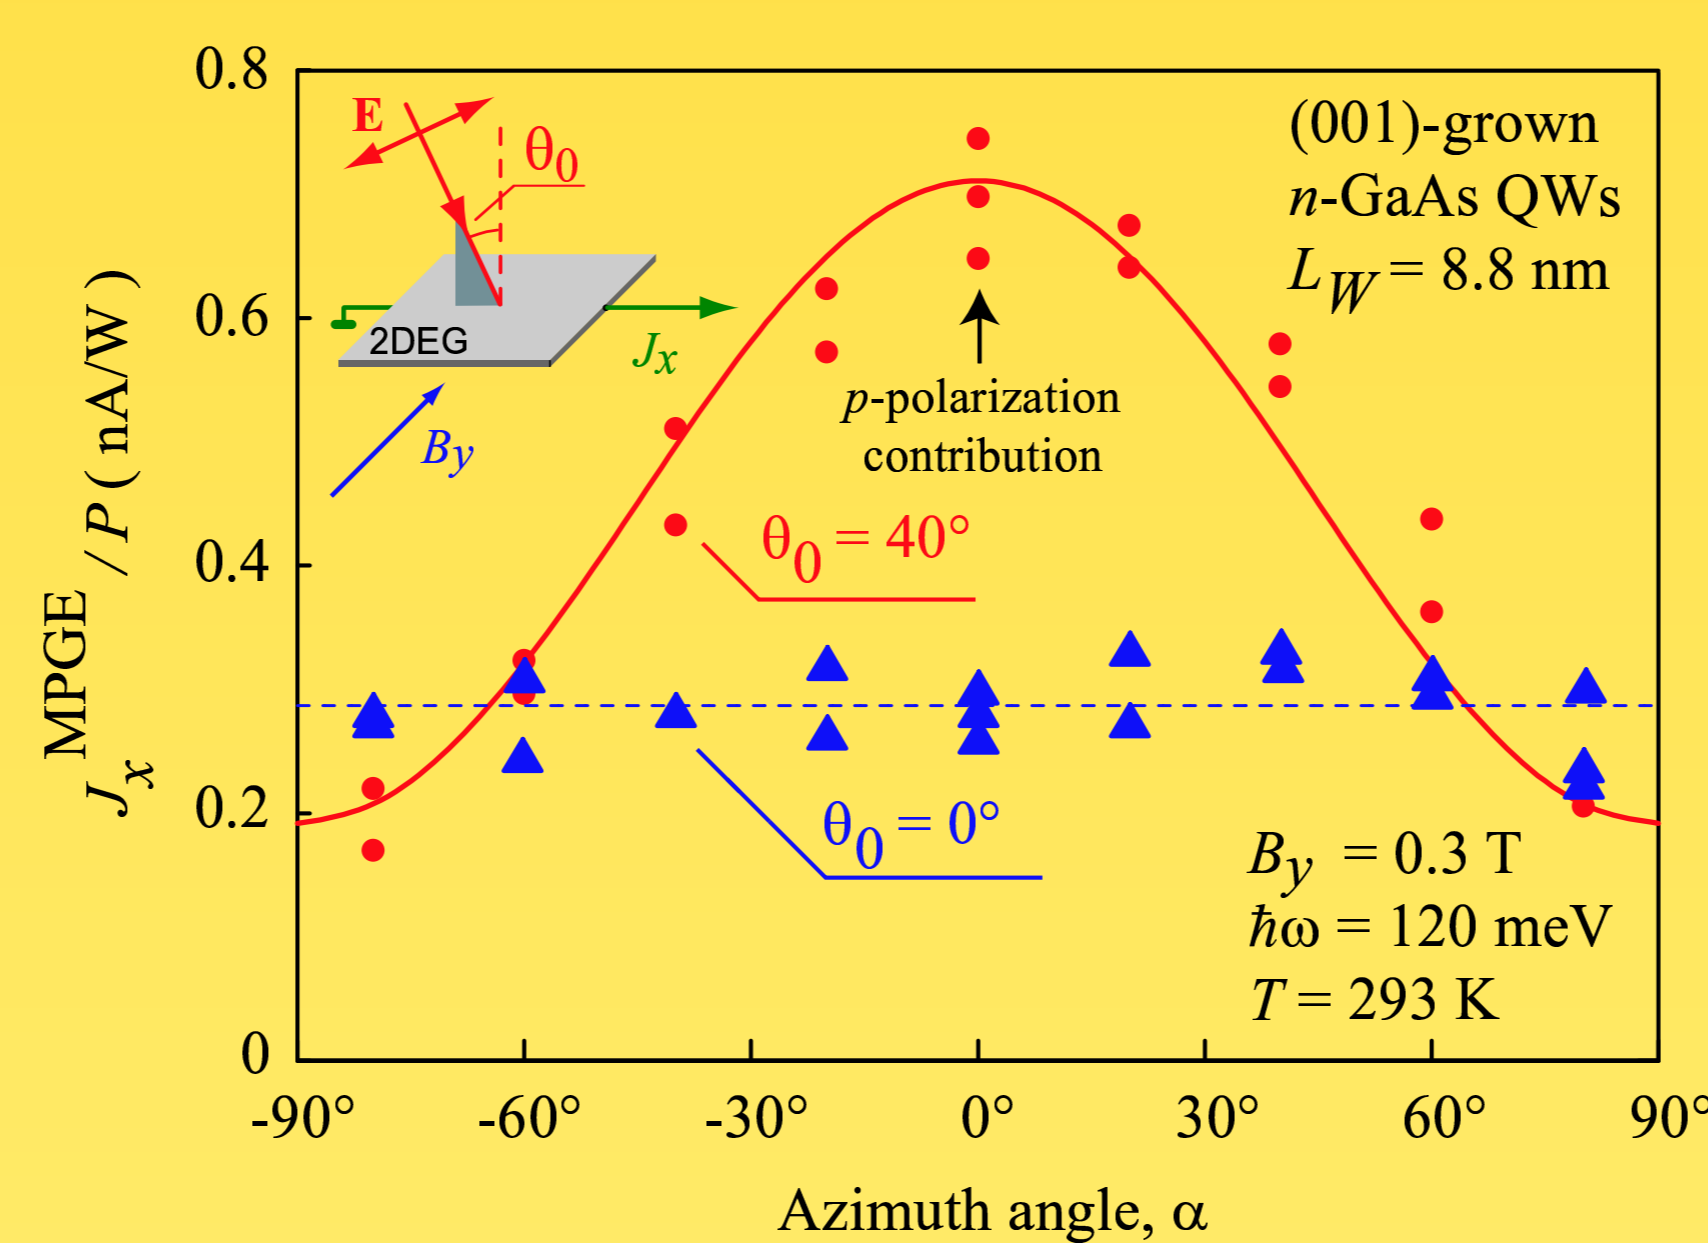 0.8
0.6
0.4
0.2
0
J_x^MPGE / P ( nA/W )
E
θ0
2DEG
Jx
By
(001)-grown
n-GaAs QWs
LW = 8.8 nm
p-polarization
contribution
θ0 = 40°
θ0 = 0°
By = 0.3 T
ħω = 120 meV
T = 293 K
-90° -60° -30° 0° 30° 60° 90°
Azimuth angle, α